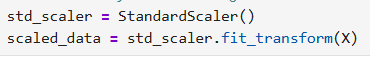 std_scaler = StandardScaler()
scaled_data = std_scaler.fit_transform(X)